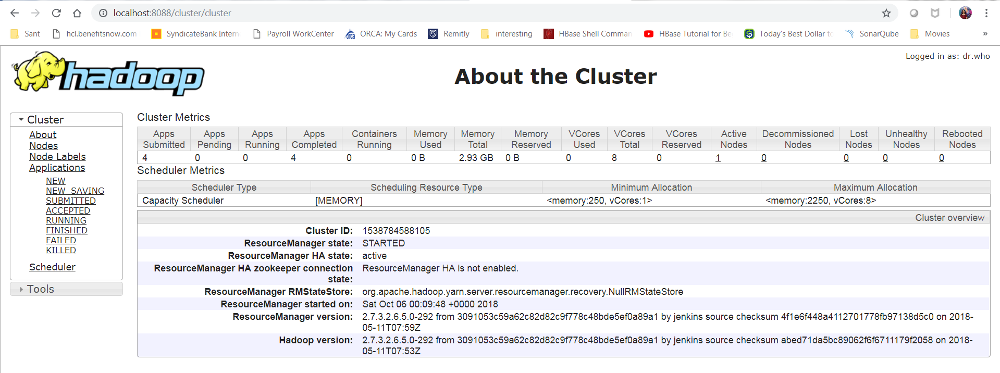 localhost:8088/cluster/cluster
Sant hcl.benefitsnow.com SyndicateBank Intern Payroll WorkCenter ORCA: My Cards Remitly interesting HBase Shell Comman HBase Tutorial for Be Today's Best Dollar to SonarQube Movies »
Logged in as: dr.who
hadoop
About the Cluster
Cluster
About
Nodes
Node Labels
Applications
NEW
NEW_SAVING
SUBMITTED
ACCEPTED
RUNNING
FINISHED
FAILED
KILLED
Scheduler
Tools
Cluster Metrics
Apps Submitted Apps Pending Apps Running Apps Completed Containers Running Memory Used Memory Total Memory Reserved VCores Used VCores Total VCores Reserved Active Nodes Decommissioned Nodes Lost Nodes Unhealthy Nodes Rebooted Nodes
4 0 0 4 0 0 B 2.93 GB 0 B 0 8 0 1 0 0 0 0
Scheduler Metrics
Scheduler Type Scheduling Resource Type Minimum Allocation Maximum Allocation
Capacity Scheduler [MEMORY] <memory:250, vCores:1> <memory:2250, vCores:8>
Cluster overview
Cluster ID: 1538784588105
ResourceManager state: STARTED
ResourceManager HA state: active
ResourceManager HA zookeeper connection state: ResourceManager HA is not enabled.
ResourceManager RMStateStore: org.apache.hadoop.yarn.server.resourcemanager.recovery.NullRMStateStore
ResourceManager started on: Sat Oct 06 00:09:48 +0000 2018
ResourceManager version: 2.7.3.2.6.5.0-292 from 3091053c59a62c82d82c9f778c48bde5ef0a89a1 by jenkins source checksum 4f1e6f448a4112701778fb97138d5c0 on 2018-
05-11T07:59Z
Hadoop version: 2.7.3.2.6.5.0-292 from 3091053c59a62c82d82c9f778c48bde5ef0a89a1 by jenkins source checksum abed71da5bc89062f6f6711179f2058 on 2018-
05-11T07:53Z